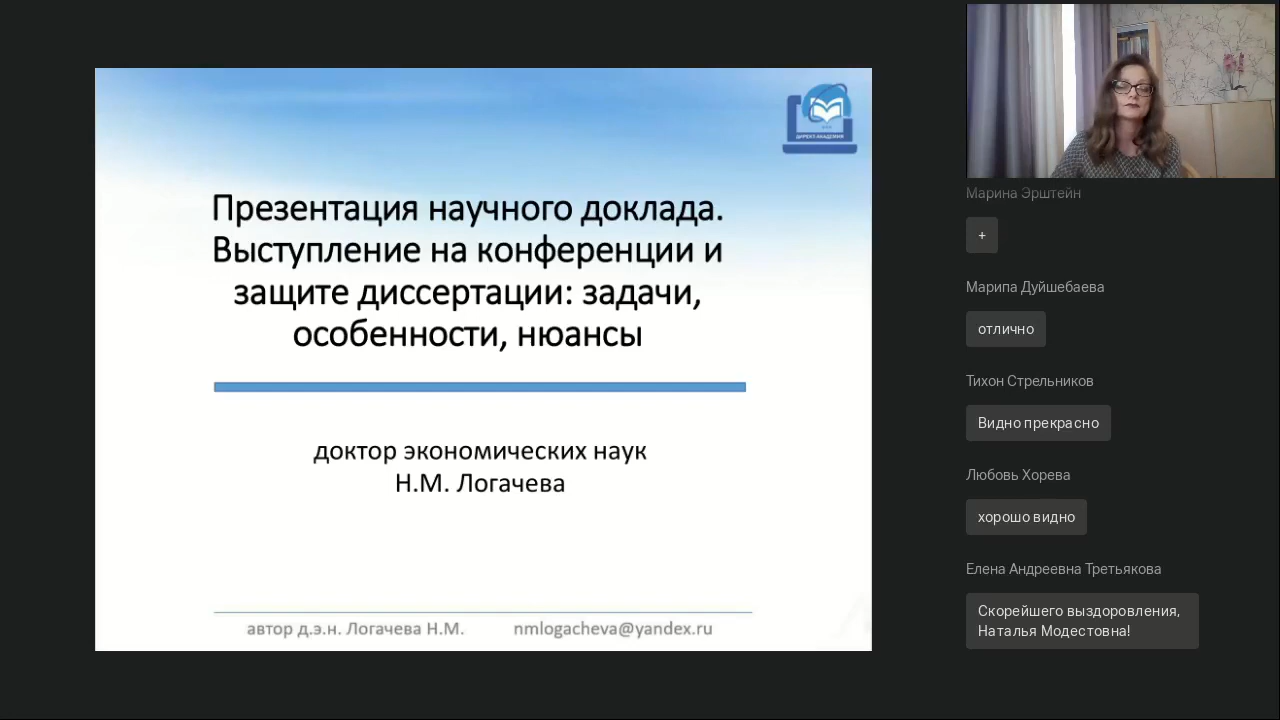 ДИРЕКТ-АКАДЕМИЯ
Презентация научного доклада.
Выступление на конференции и
защите диссертации: задачи,
особенности, нюансы
доктор экономических наук
Н.М. Логачева
автор д.э.н. Логачева Н.М. nmlogacheva@yandex.ru
Марина Эрштейн
+
Марипа Дуйшебаева
отлично
Тихон Стрельников
Видно прекрасно
Любовь Хорева
хорошо видно
Елена Андреевна Третьякова
Скорейшего выздоровления,
Наталья Модестовна!